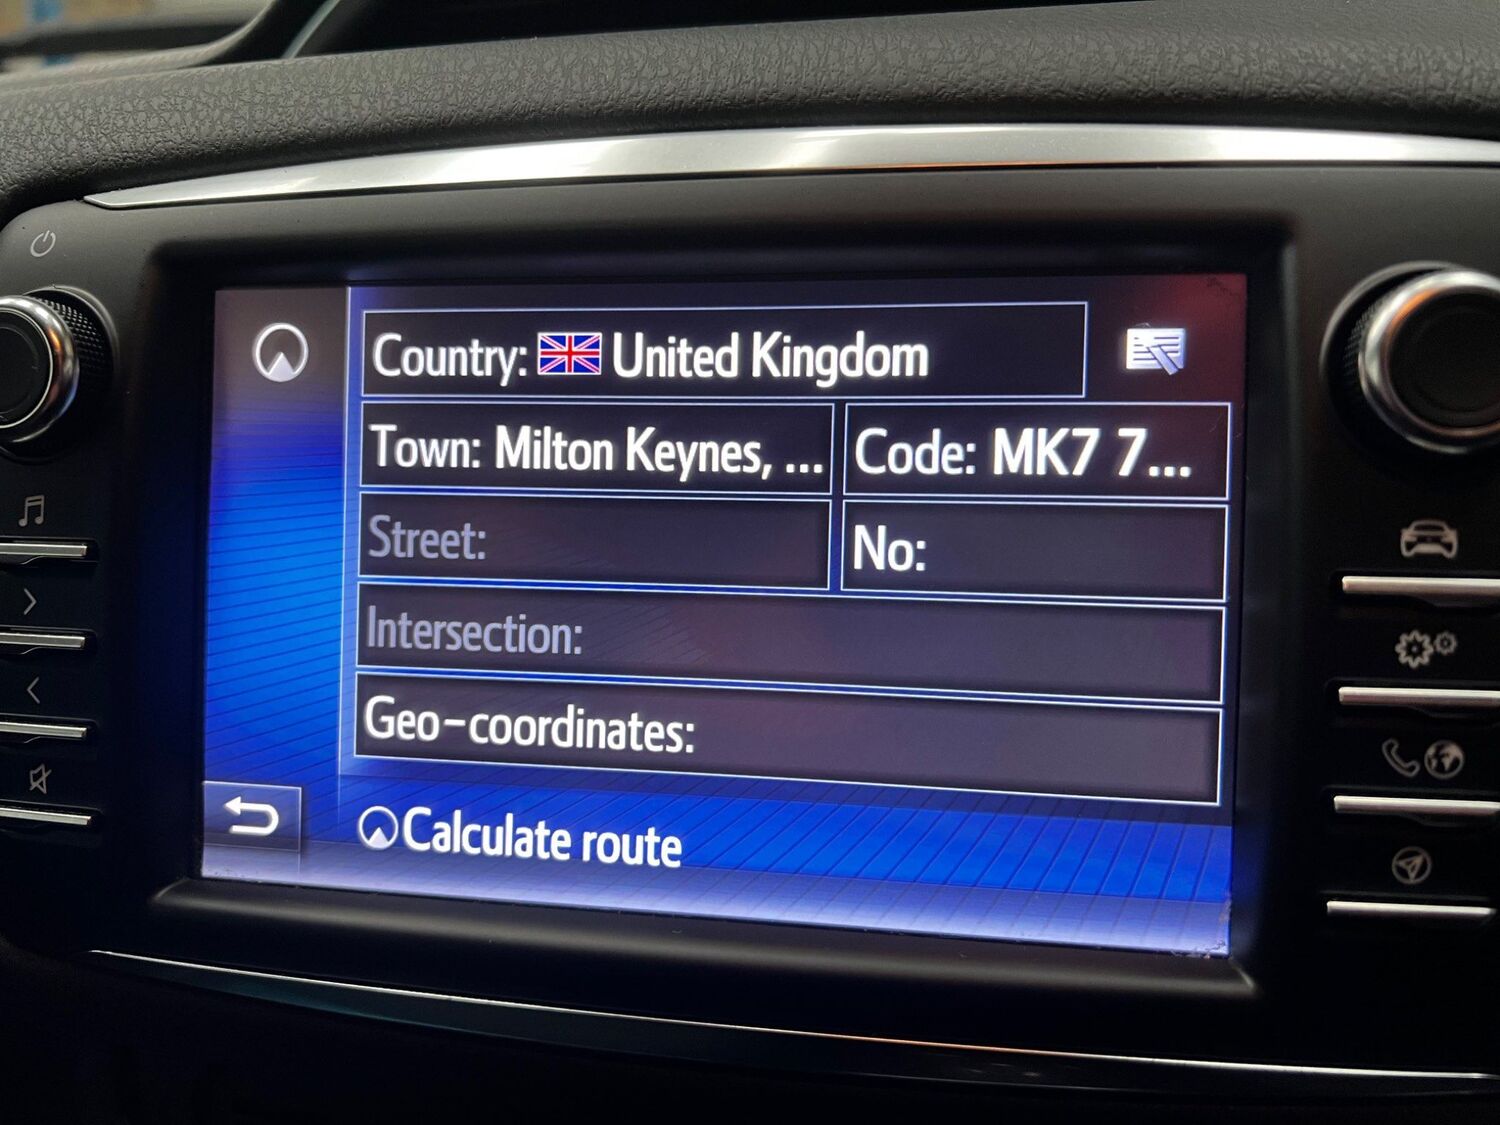 Country: United Kingdom
Town: Milton Keynes, ...
Code: MK7 7...
Street:
No:
Intersection:
Geo-coordinates:
Calculate route